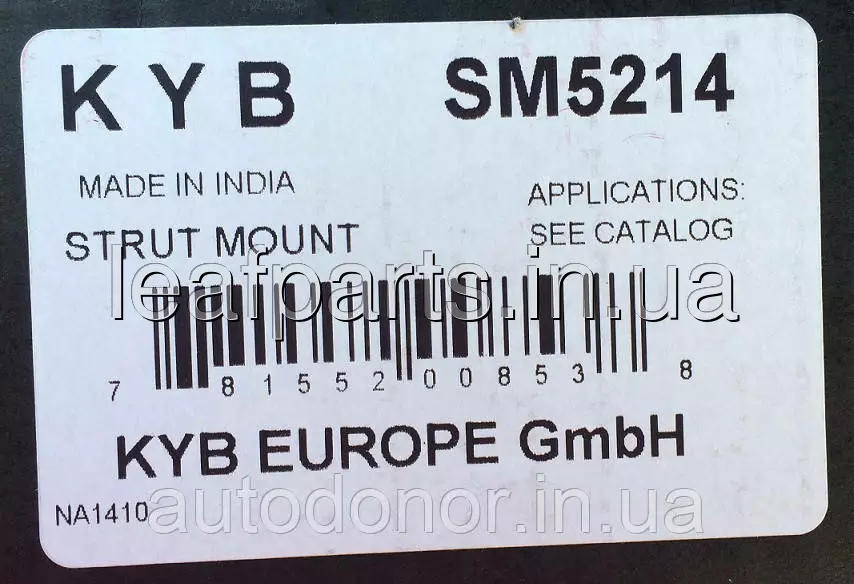 KYB SM5214
MADE IN INDIA
APPLICATIONS:
STRUT MOUNT
SEE CATALOG
leafparts.in.ua
7 81552 00853 8
KYB EUROPE GmbH
NA1410
autodonor.in.ua